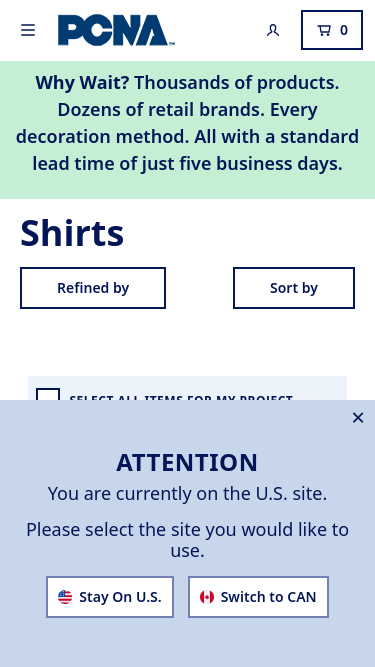 PCNA
0
Why Wait? Thousands of products.
Dozens of retail brands. Every
decoration method. All with a standard
lead time of just five business days.
Shirts
Refined by
Sort by
SELECT ALL ITEMS FOR MY PROJECT
ATTENTION
You are currently on the U.S. site.
Please select the site you would like to
use.
Stay On U.S.
Switch to CAN